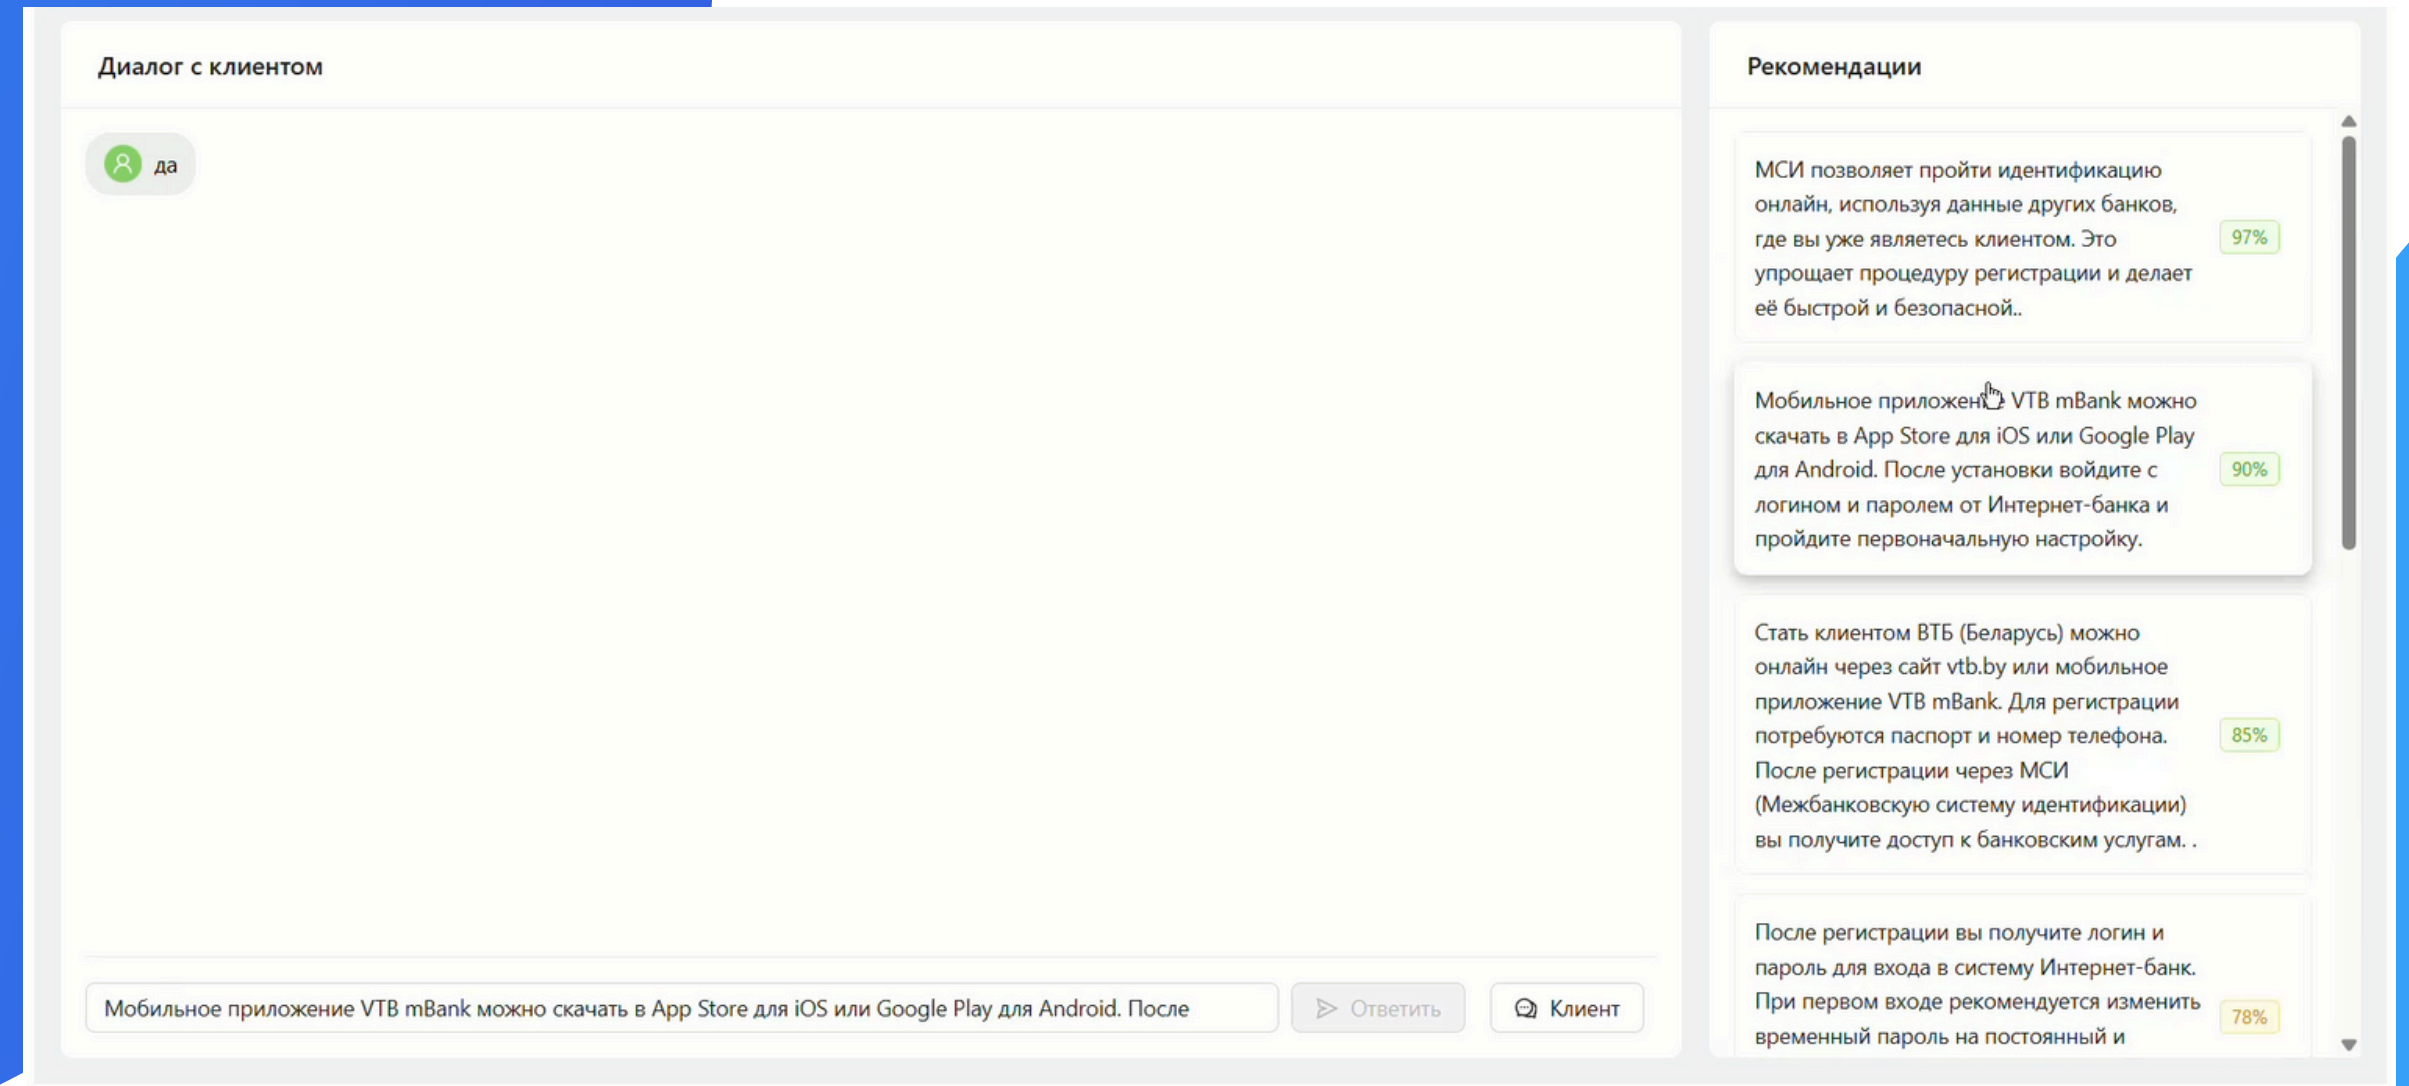 Диалог с клиентом
да
Мобильное приложение VTB mBank можно скачать в App Store для iOS или Google Play для Android. После
Ответить
Клиент
Рекомендации
МСИ позволяет пройти идентификацию
онлайн, используя данные других банков,
где вы уже являетесь клиентом. Это
упрощает процедуру регистрации и делает
её быстрой и безопасной..
97%
Мобильное приложение VTB mBank можно
скачать в App Store для iOS или Google Play
для Android. После установки войдите с
логином и паролем от Интернет-банка и
пройдите первоначальную настройку.
90%
Стать клиентом ВТБ (Беларусь) можно
онлайн через сайт vtb.by или мобильное
приложение VTB mBank. Для регистрации
потребуются паспорт и номер телефона.
После регистрации через МСИ
(Межбанковскую систему идентификации)
вы получите доступ к банковским услугам. .
85%
После регистрации вы получите логин и
пароль для входа в систему Интернет-банк.
При первом входе рекомендуется изменить
временный пароль на постоянный и
78%